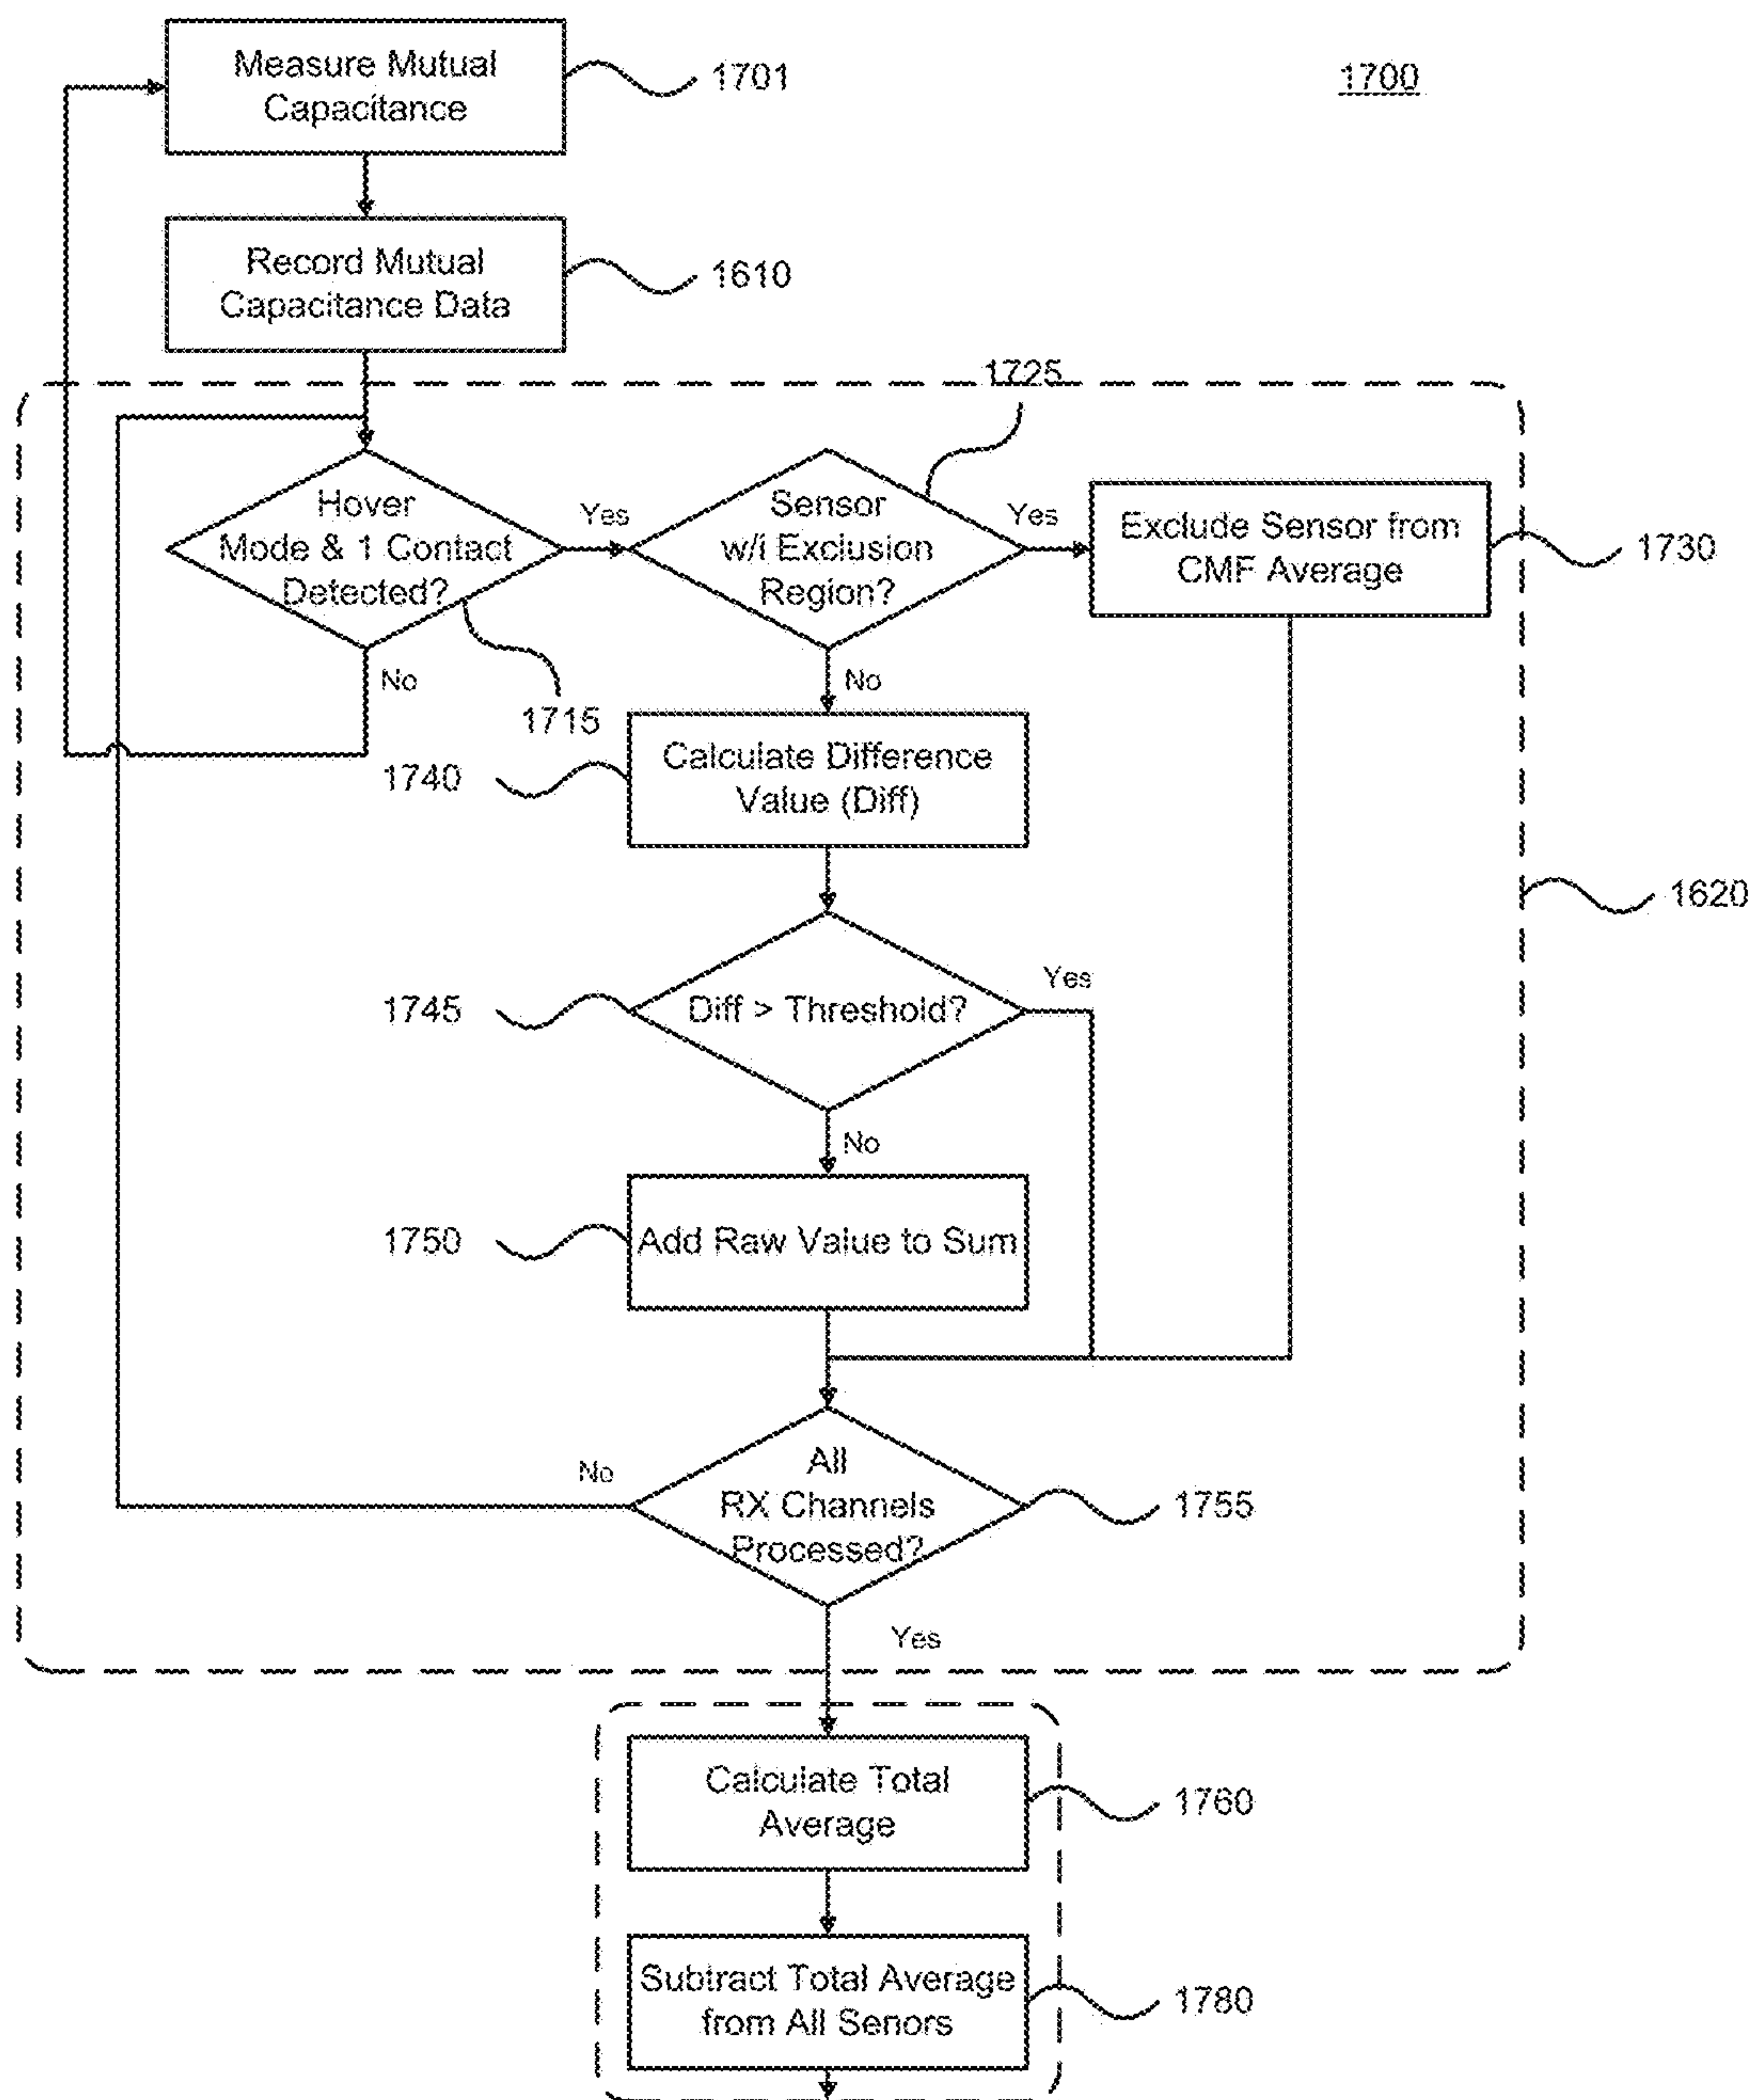 Measure Mutual
Capacitance
1701
1700
Record Mutual
Capacitance Data
1610
1725
Hover
Mode & 1 Contact
Detected?
Yes
Sensor
w/i Exclusion
Region?
Yes
Exclude Sensor from
CMF Average
1730
No
1715
No
1740
Calculate Difference
Value (Diff)
1620
1745
Diff > Threshold?
Yes
No
1750
Add Raw Value to Sum
No
All
RX Channels
Processed?
1755
Yes
Calculate Total
Average
1760
Subtract Total Average
from All Senors
1780